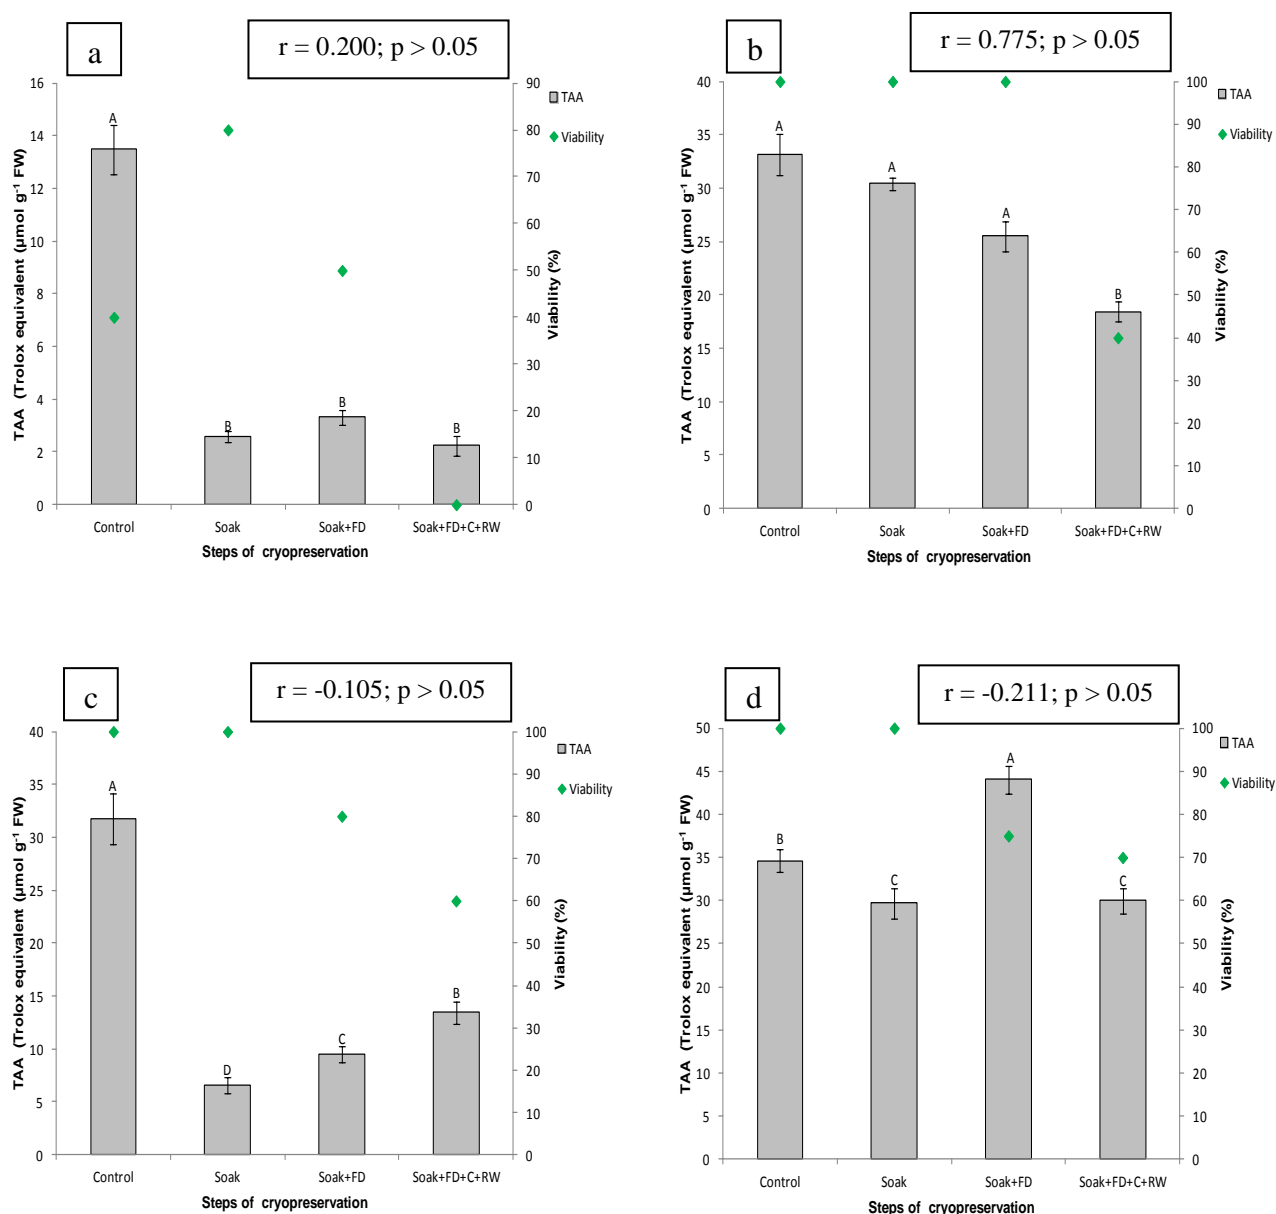 a
r = 0.200; p > 0.05
16
14
12
10
8
6
4
2
0
90
80
70
60
50
40
30
20
10
0
TAA (Trolox equivalent (µmol g-1 FW)
Viability (%)
A
B
B
B
TAA
Viability
Control
Soak
Soak+FD
Soak+FD+C+RW
Steps of cryopreservation
b
r = 0.775; p > 0.05
40
35
30
25
20
15
10
5
0
100
90
80
70
60
50
40
30
20
10
0
TAA (Trolox equivalent (µmol g-1 FW)
Viability (%)
A
A
A
B
TAA
Viability
Control
Soak
Soak+FD
Soak+FD+C+RW
Steps of cryopreservation
c
r = -0.105; p > 0.05
40
35
30
25
20
15
10
5
0
100
90
80
70
60
50
40
30
20
10
0
TAA (Trolox equivalent (µmol g-1 FW)
Viability (%)
A
D
C
B
TAA
Viability
Control
Soak
Soak+FD
Soak+FD+C+RW
Steps of cryopreservation
d
r = -0.211; p > 0.05
50
45
40
35
30
25
20
15
10
5
0
100
90
80
70
60
50
40
30
20
10
0
TAA (Trolox equivalent (µmol g-1 FW)
Viability (%)
B
C
A
C
TAA
Viability
Control
Soak
Soak+FD
Soak+FD+C+RW
Steps of cryopreservation